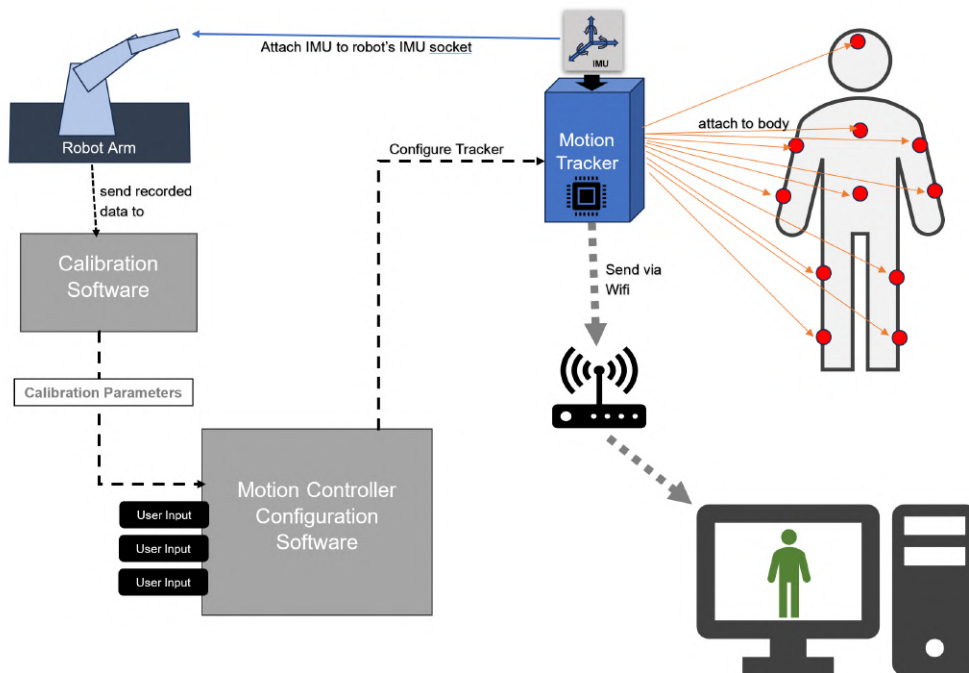 Attach IMU to robot's IMU socket
IMU
Robot Arm
Motion
Tracker
attach to body
Configure Tracker
send recorded
data to
Calibration
Software
Send via
Wifi
Calibration Parameters
Motion Controller
Configuration
Software
User Input
User Input
User Input